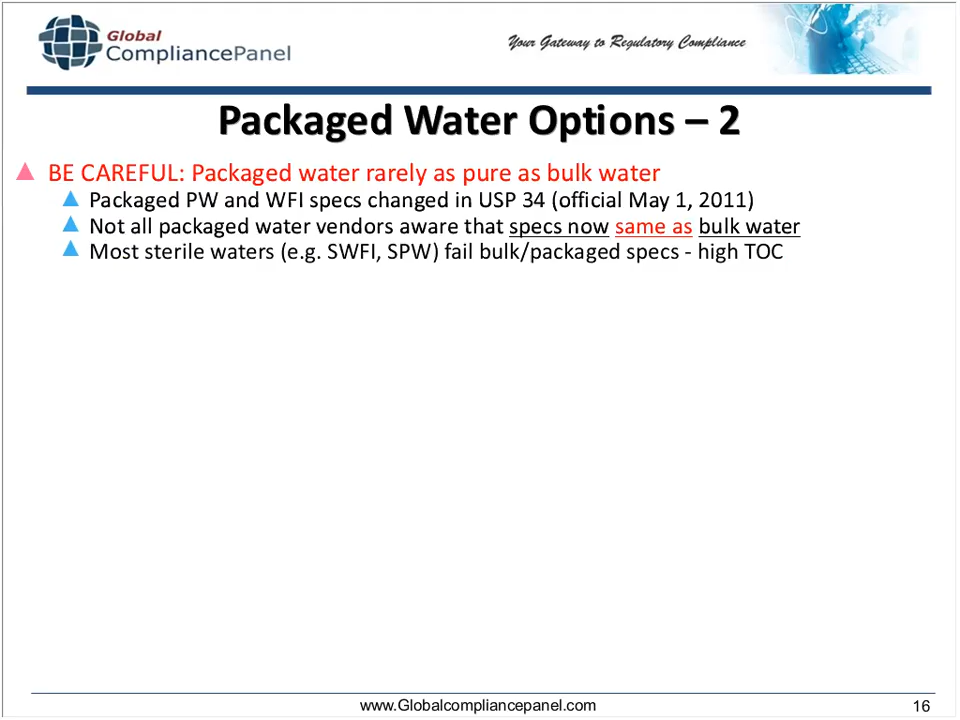 Global
CompliancePanel
Your Gateway to Regulatory Compliance
Packaged Water Options – 2
BE CAREFUL: Packaged water rarely as pure as bulk water
Packaged PW and WFI specs changed in USP 34 (official May 1, 2011)
Not all packaged water vendors aware that specs now same as bulk water
Most sterile waters (e.g. SWFI, SPW) fail bulk/packaged specs - high TOC
www.Globalcompliancepanel.com
16